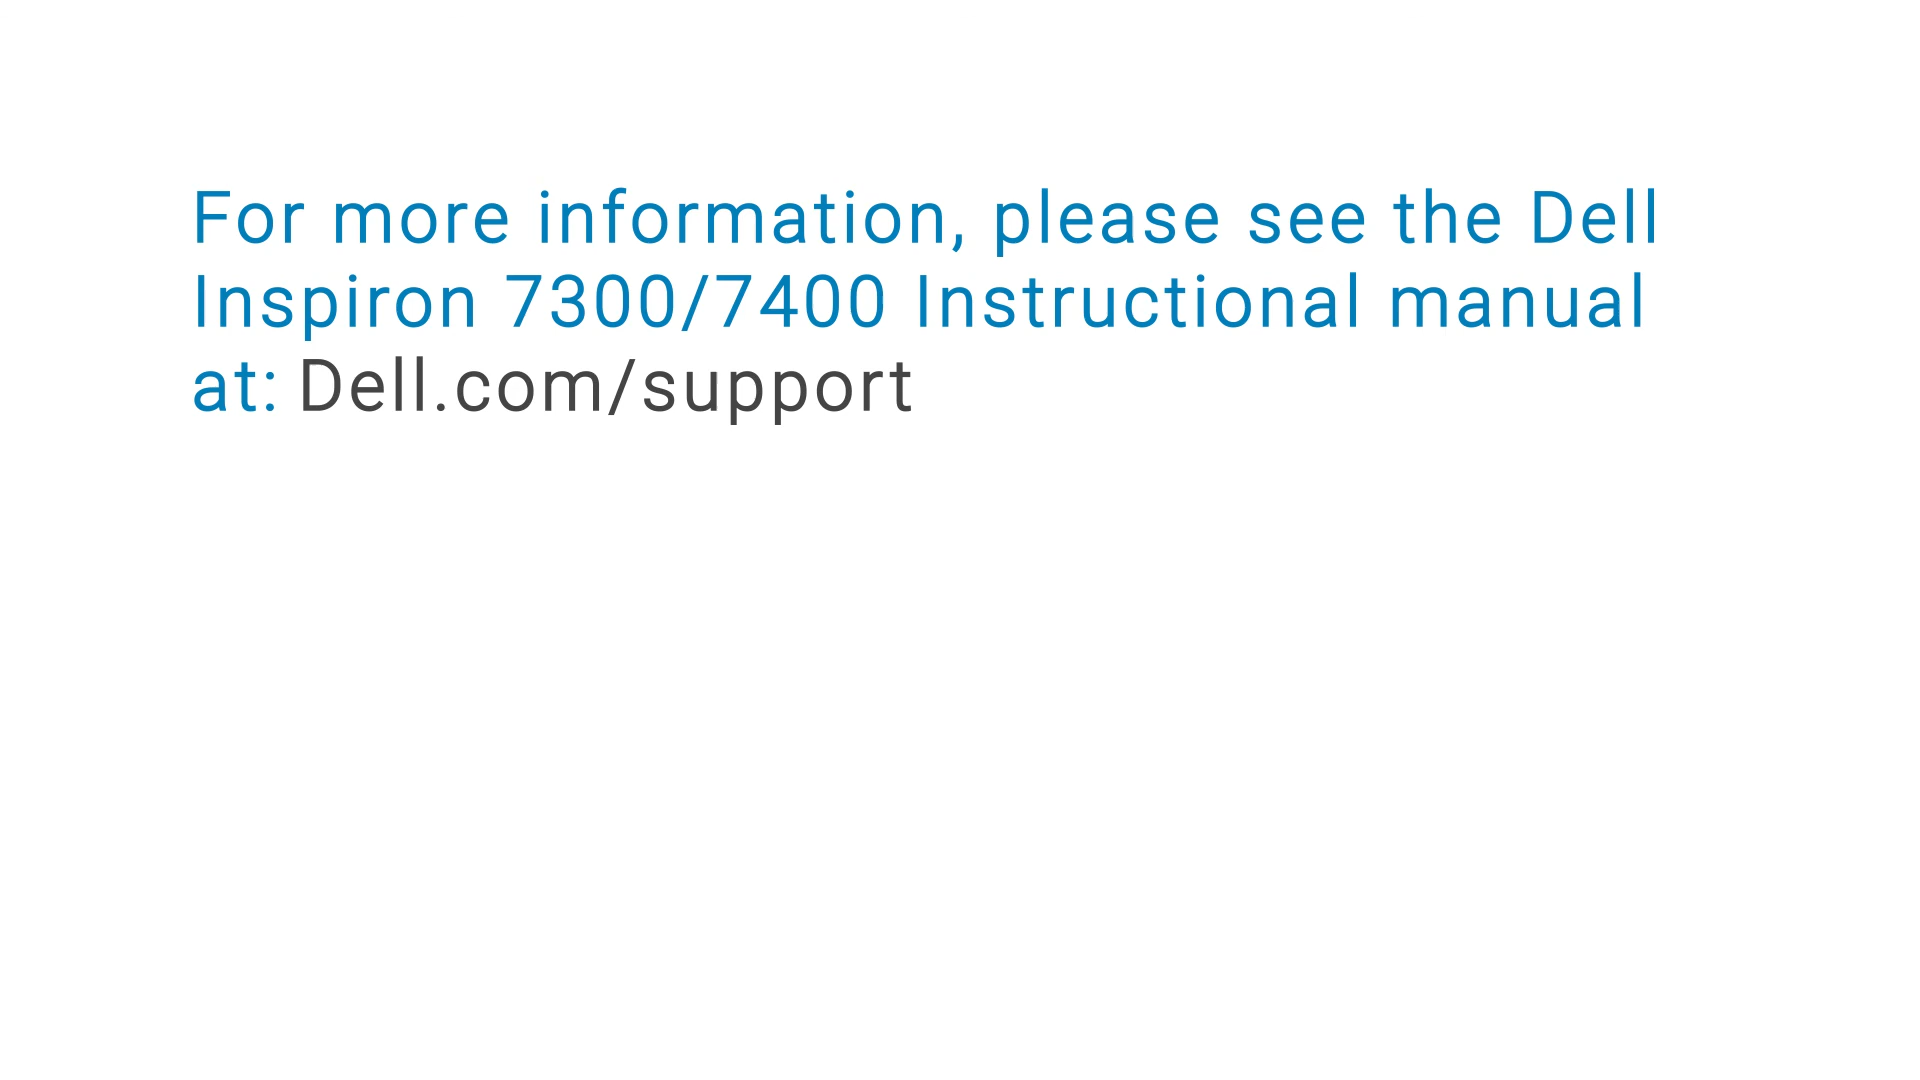 For more information, please see the Dell
Inspiron 7300/7400 Instructional manual
at: Dell.com/support